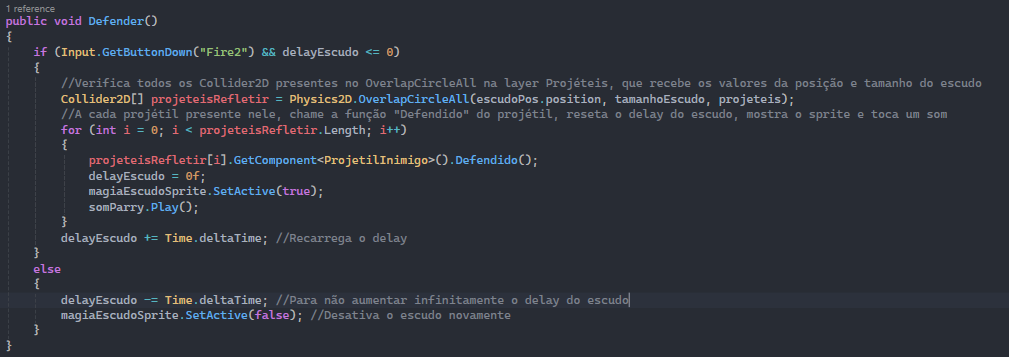 1 reference
public void Defender()
{
if (Input.GetButtonDown("Fire2") && delayEscudo <= 0)
{
//Verifica todos os Collider2D presentes no OverlapCircleAll na layer Projéteis, que recebe os valores da posição e tamanho do escudo
Collider2D[] projeteisRefletir = Physics2D.OverlapCircleAll(escudoPos.position, tamanhoEscudo, projeteis);
//A cada projétil presente nele, chame a função "Defendido" do projétil, reseta o delay do escudo, mostra o sprite e toca um som
for (int i = 0; i < projeteisRefletir.Length; i++)
{
projeteisRefletir[i].GetComponent<ProjetilInimigo>().Defendido();
delayEscudo = 0f;
magiaEscudoSprite.SetActive(true);
somParry.Play();
}
delayEscudo += Time.deltaTime; //Recarrega o delay
}
else
{
delayEscudo -= Time.deltaTime; //Para não aumentar infinitamente o delay do escudo
magiaEscudoSprite.SetActive(false); //Desativa o escudo novamente
}
}